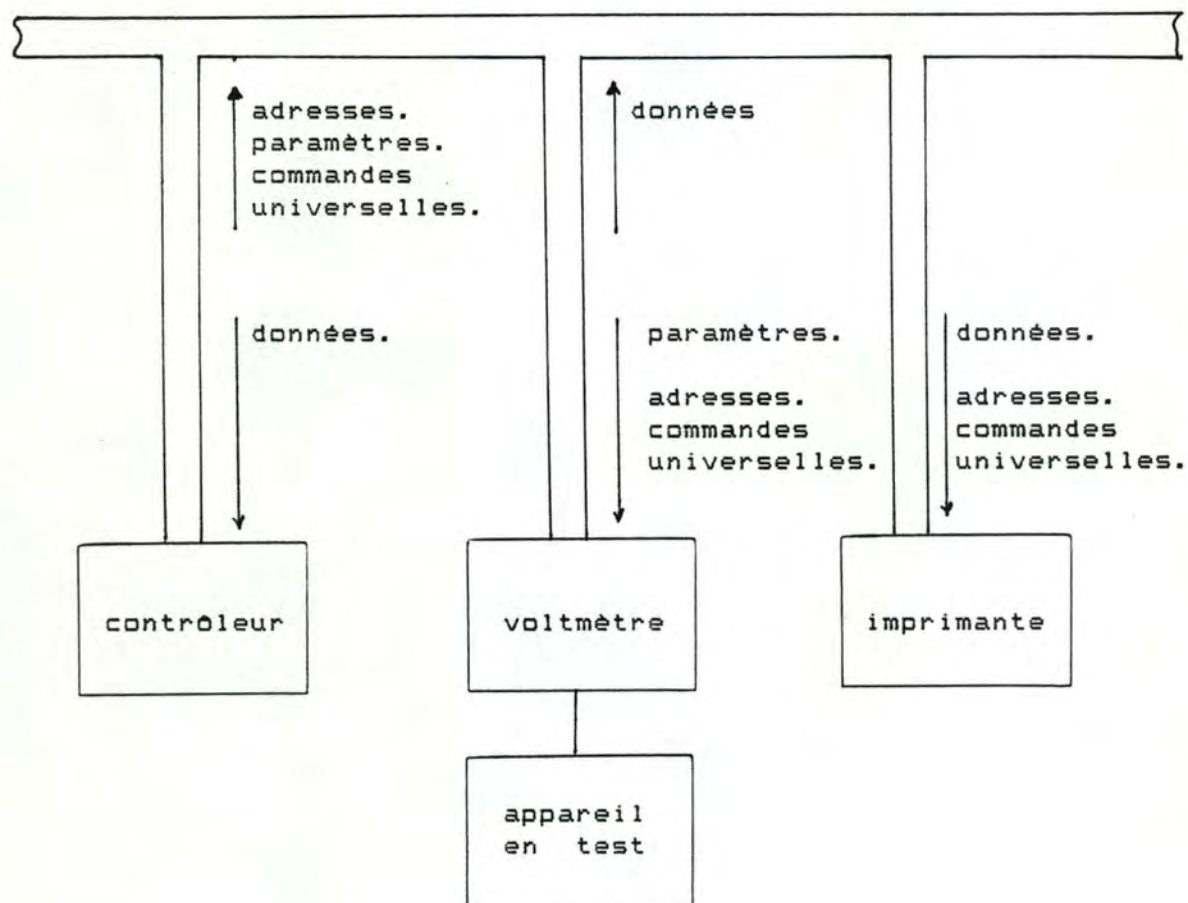 adresses.
paramètres.
commandes
universelles.
données
données.
paramètres.
adresses.
commandes
universelles.
données.
adresses.
commandes
universelles.
contrôleur
voltmètre
imprimante
appareil
en test